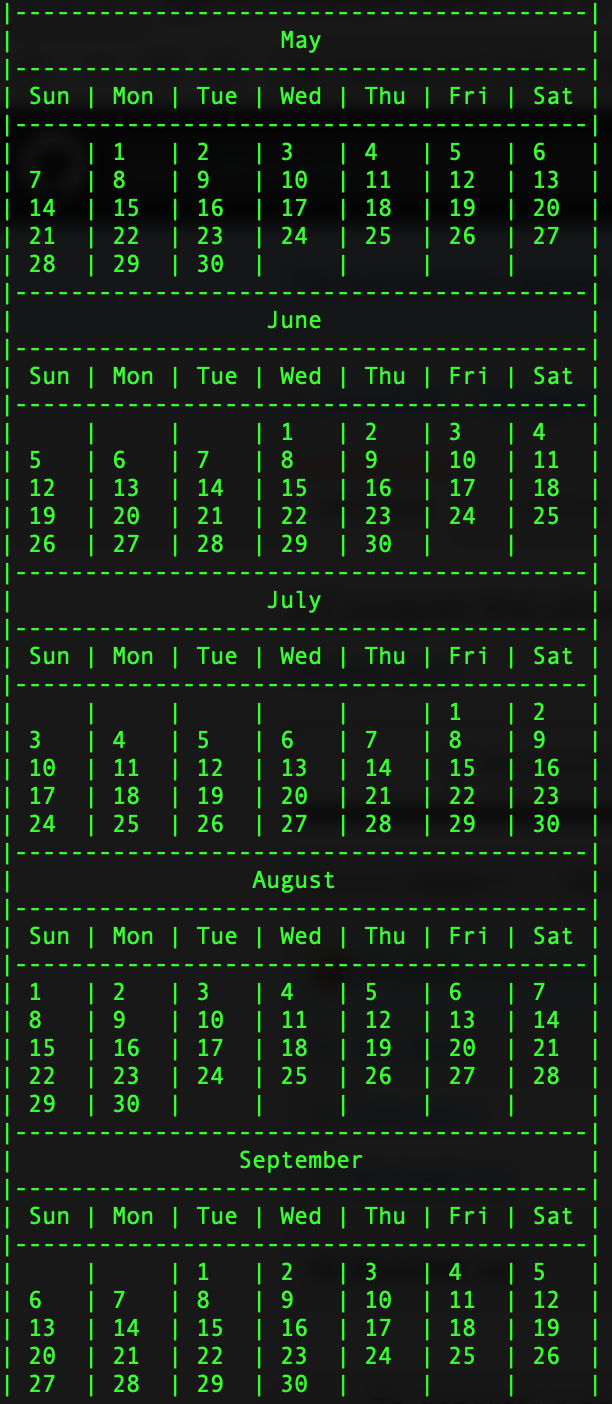 |-----------------------------------------|
|                   May                   |
|-----------------------------------------|
| Sun | Mon | Tue | Wed | Thu | Fri | Sat |
|-----------------------------------------|
|     | 1   | 2   | 3   | 4   | 5   | 6   |
| 7   | 8   | 9   | 10  | 11  | 12  | 13  |
| 14  | 15  | 16  | 17  | 18  | 19  | 20  |
| 21  | 22  | 23  | 24  | 25  | 26  | 27  |
| 28  | 29  | 30  |     |     |     |     |
|-----------------------------------------|
|                  June                   |
|-----------------------------------------|
| Sun | Mon | Tue | Wed | Thu | Fri | Sat |
|-----------------------------------------|
|     |     |     | 1   | 2   | 3   | 4   |
| 5   | 6   | 7   | 8   | 9   | 10  | 11  |
| 12  | 13  | 14  | 15  | 16  | 17  | 18  |
| 19  | 20  | 21  | 22  | 23  | 24  | 25  |
| 26  | 27  | 28  | 29  | 30  |     |     |
|-----------------------------------------|
|                  July                   |
|-----------------------------------------|
| Sun | Mon | Tue | Wed | Thu | Fri | Sat |
|-----------------------------------------|
|     |     |     |     |     | 1   | 2   |
| 3   | 4   | 5   | 6   | 7   | 8   | 9   |
| 10  | 11  | 12  | 13  | 14  | 15  | 16  |
| 17  | 18  | 19  | 20  | 21  | 22  | 23  |
| 24  | 25  | 26  | 27  | 28  | 29  | 30  |
|-----------------------------------------|
|                 August                  |
|-----------------------------------------|
| Sun | Mon | Tue | Wed | Thu | Fri | Sat |
|-----------------------------------------|
| 1   | 2   | 3   | 4   | 5   | 6   | 7   |
| 8   | 9   | 10  | 11  | 12  | 13  | 14  |
| 15  | 16  | 17  | 18  | 19  | 20  | 21  |
| 22  | 23  | 24  | 25  | 26  | 27  | 28  |
| 29  | 30  |     |     |     |     |     |
|-----------------------------------------|
|                September                |
|-----------------------------------------|
| Sun | Mon | Tue | Wed | Thu | Fri | Sat |
|-----------------------------------------|
|     |     | 1   | 2   | 3   | 4   | 5   |
| 6   | 7   | 8   | 9   | 10  | 11  | 12  |
| 13  | 14  | 15  | 16  | 17  | 18  | 19  |
| 20  | 21  | 22  | 23  | 24  | 25  | 26  |
| 27  | 28  | 29  | 30  |     |     |     |